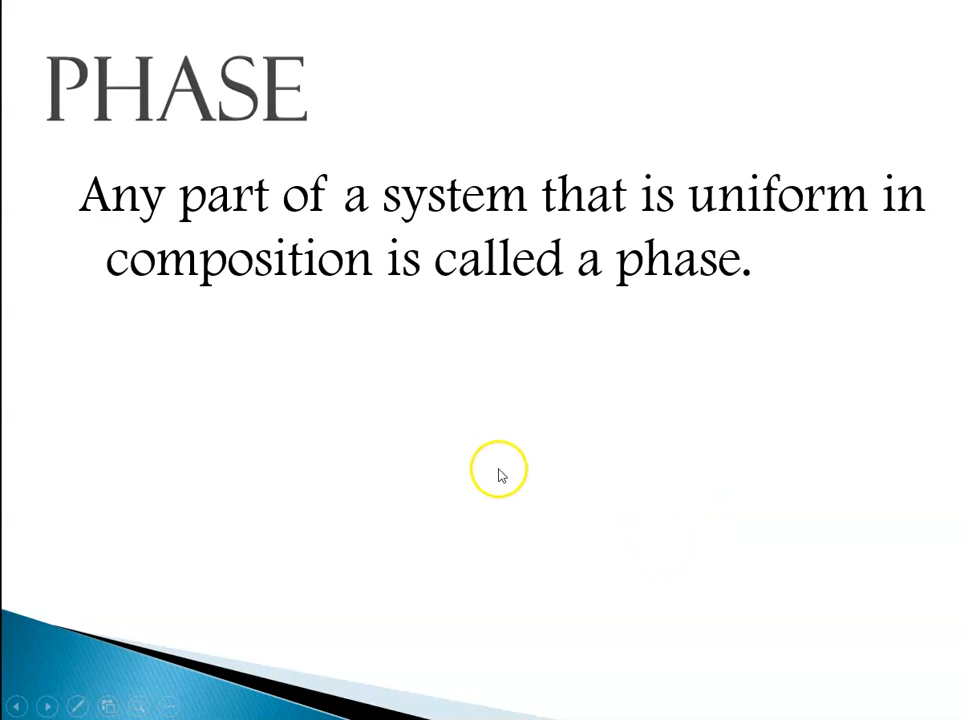 PHASE
Any part of a system that is uniform in
composition is called a phase.